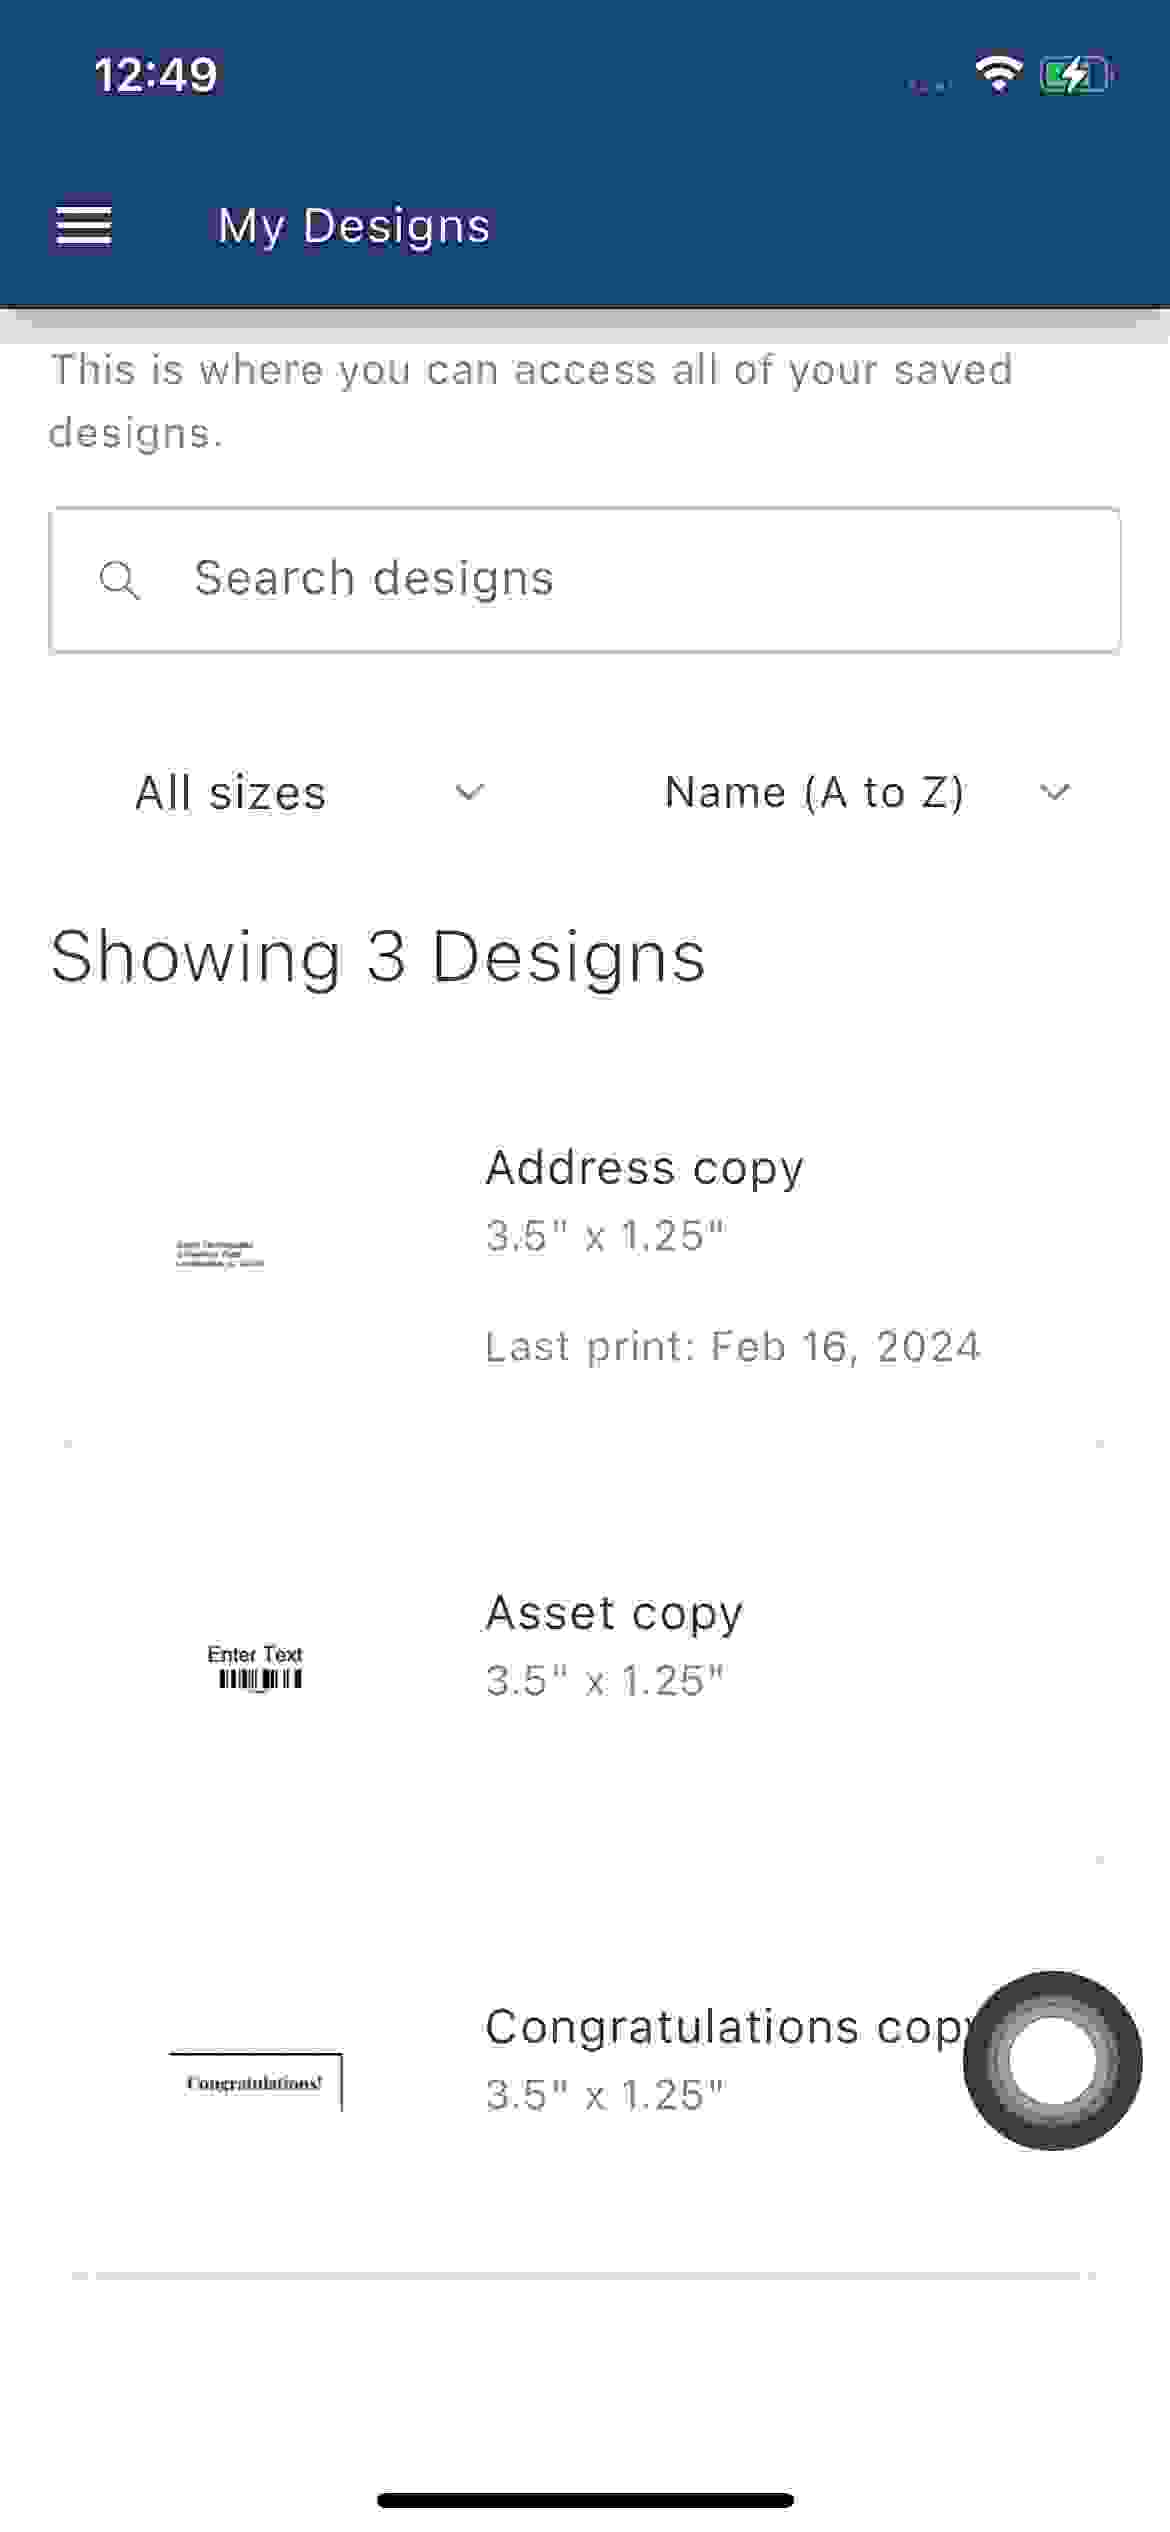 12:49
My Designs
This is where you can access all of your saved
designs.
Search designs
All sizes
Name (A to Z)
Showing 3 Designs
Address copy
3.5" x 1.25"
Last print: Feb 16, 2024
Asset copy
3.5" x 1.25"
Enter Text
Congratulations cop
3.5" x 1.25"
Congratulations!